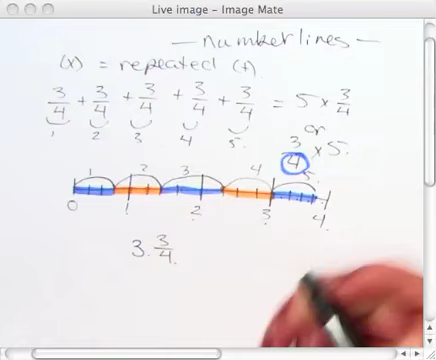 Live image - Image Mate
- numberlines -
(x) = repeated (+)
3/4 + 3/4 + 3/4 + 3/4 + 3/4 = 5 x 3/4
1 2 3 4 5.
or
3/4 x 5.
1 2 3 4 5.
0 1 2 3 4
3. 3/4.